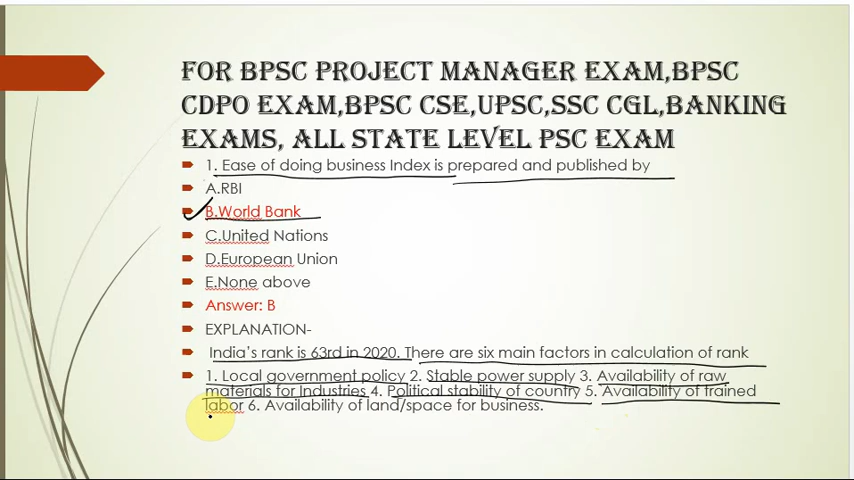 FOR BPSC PROJECT MANAGER EXAM,BPSC
CDPO EXAM,BPSC CSE,UPSC,SSC CGL,BANKING
EXAMS, ALL STATE LEVEL PSC EXAM
1. Ease of doing business Index is prepared and published by
A.RBI
B.World Bank
C.United Nations
D.European Union
E.None above
Answer: B
EXPLANATION-
India's rank is 63rd in 2020. There are six main factors in calculation of rank
1. Local government policy 2. Stable power supply 3. Availability of raw
materials for Industries 4. Political stability of country 5. Availability of trained
labor 6. Availability of land/space for business.